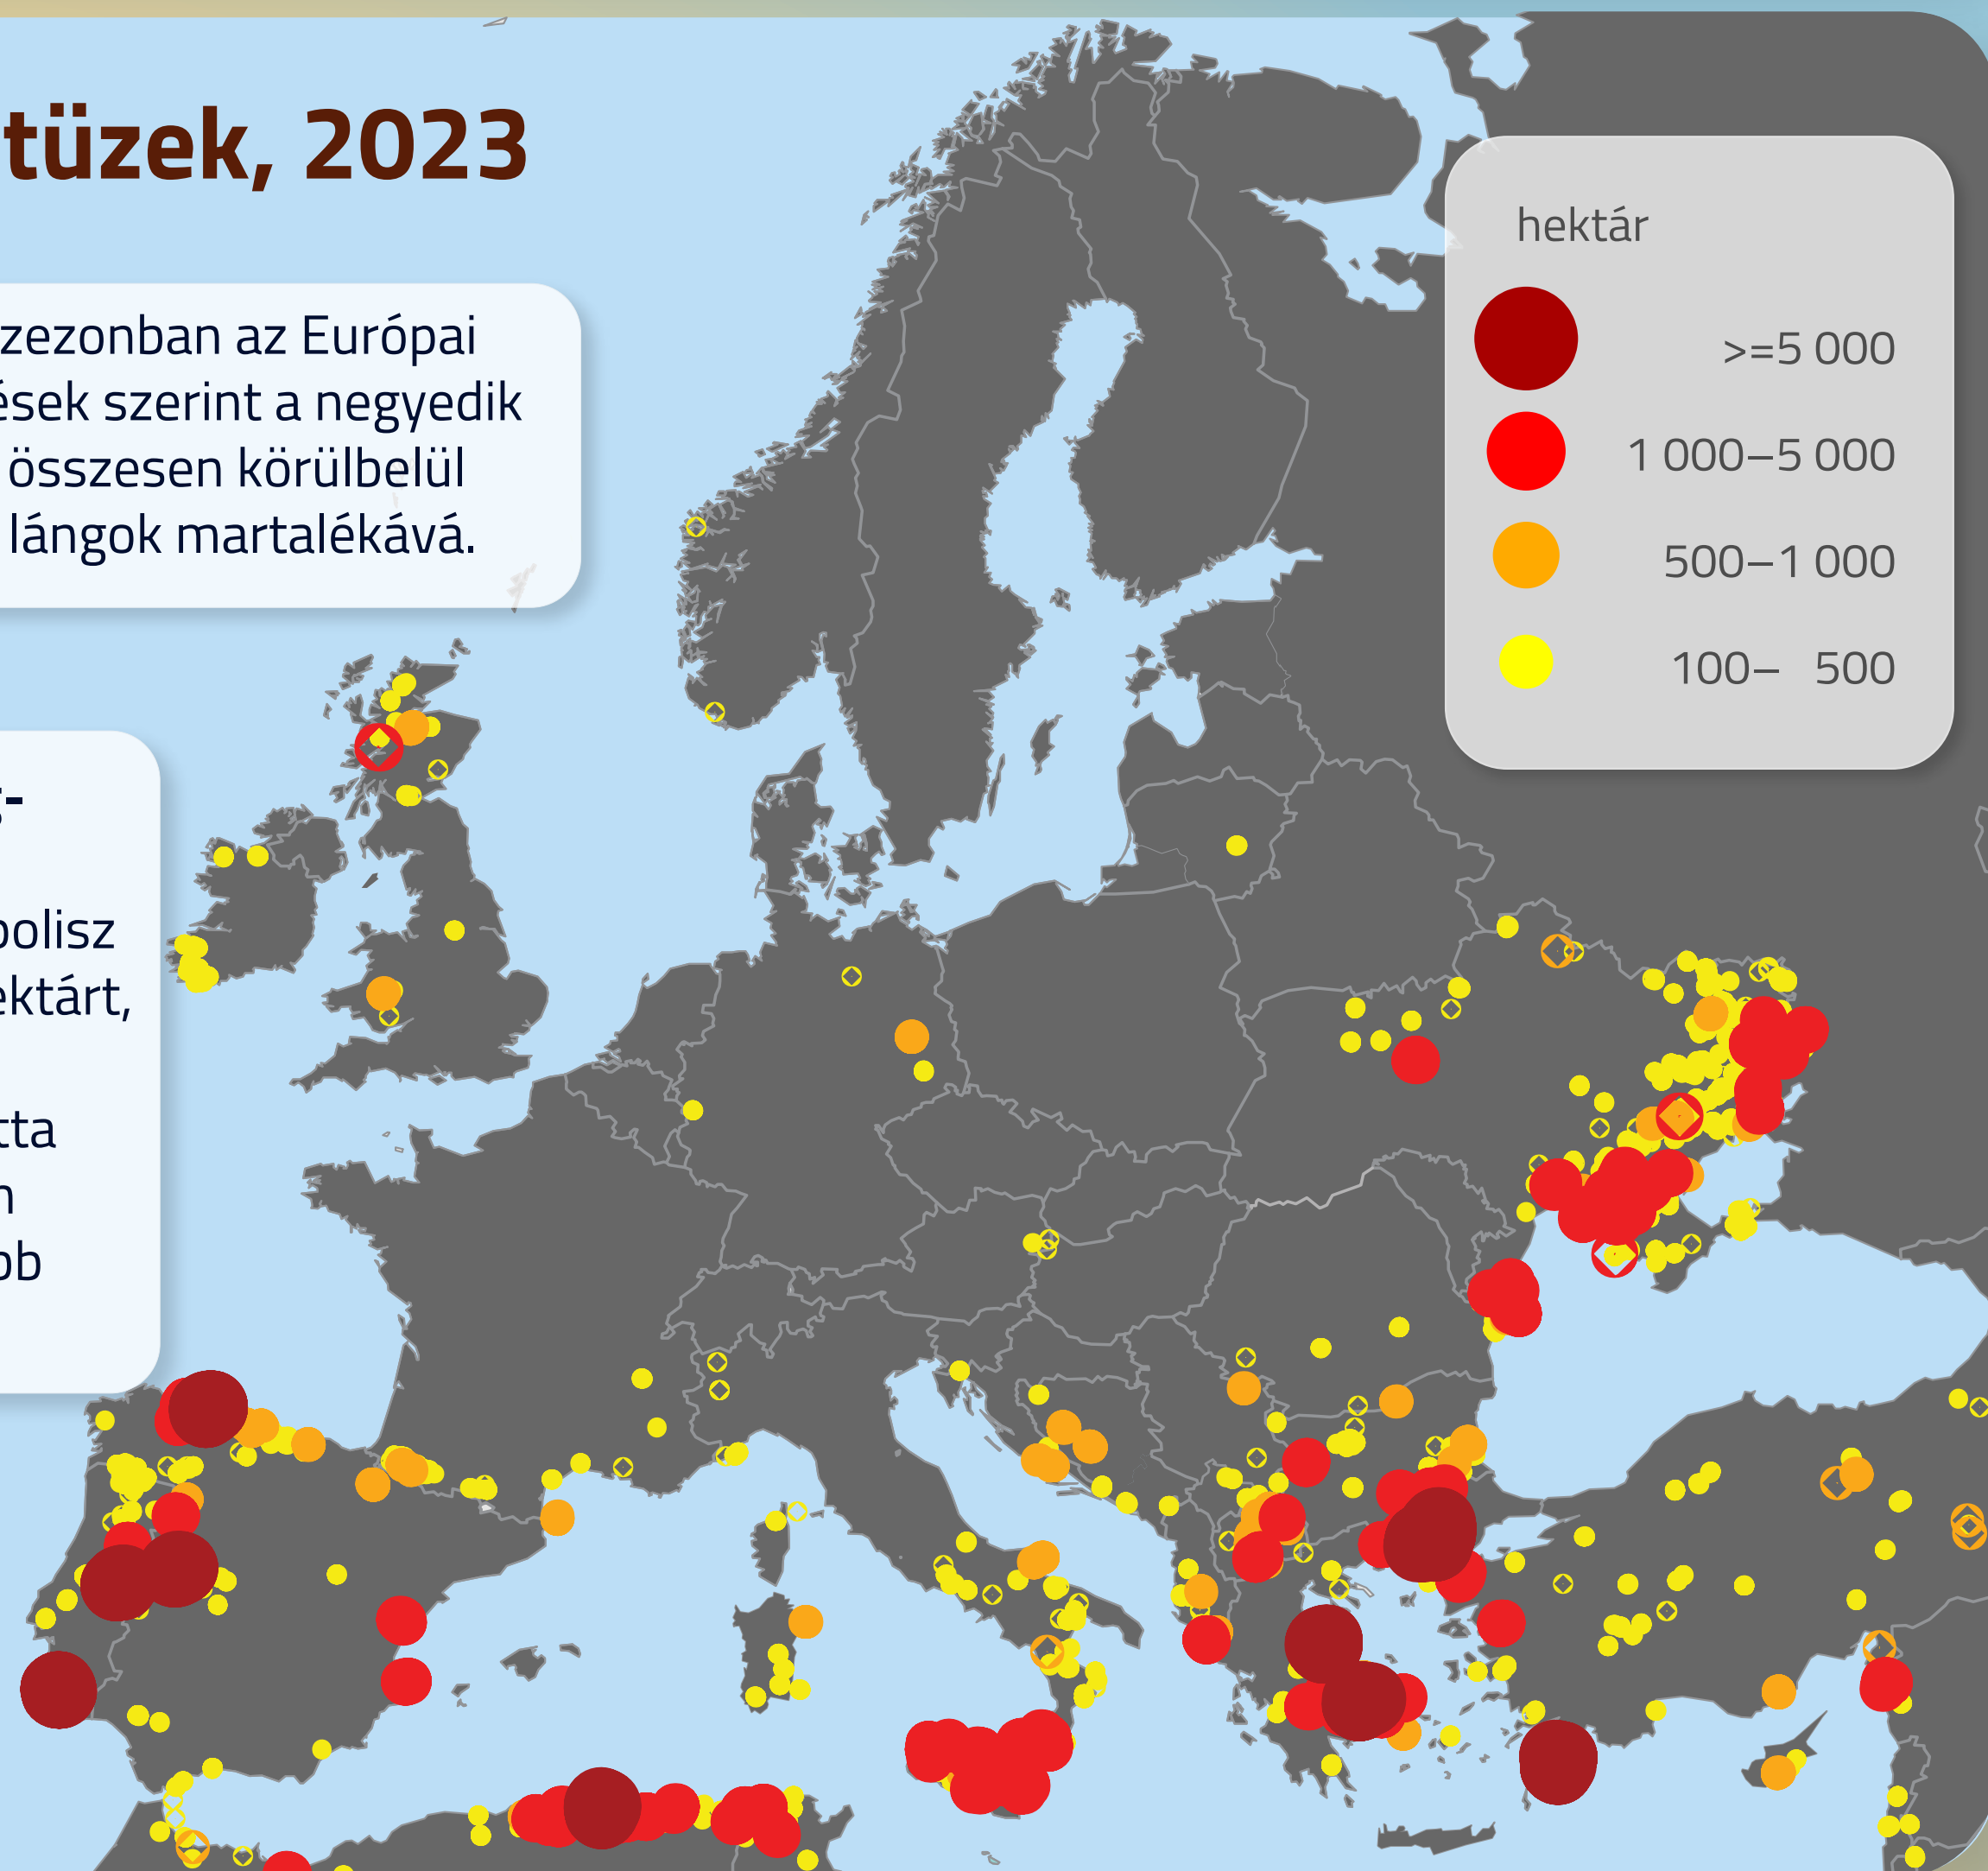 tüzek, 2023
zezonban az Európai
ések szerint a negyedik
összesen körülbelül
lángok martalékává.
polisz
ektárt,
tta
bb
hektár
>=5 000
1 000–5 000
500–1 000
100– 500